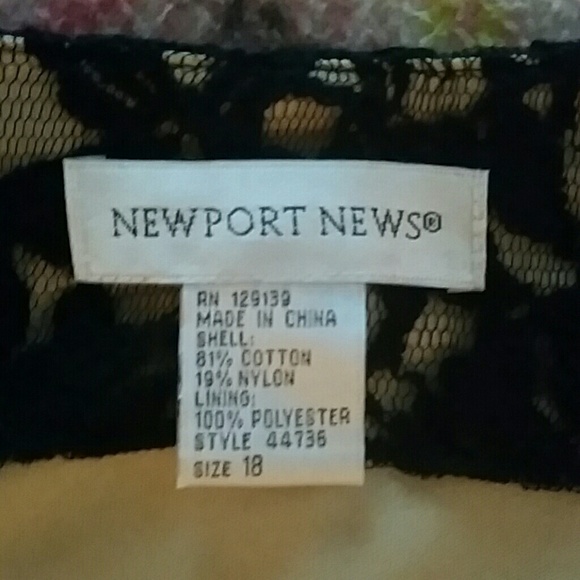 NEWPORT NEWS®
RN 129139
MADE IN CHINA
SHELL:
81% COTTON
19% NYLON
LINING:
100% POLYESTER
STYLE 44736
SIZE 18